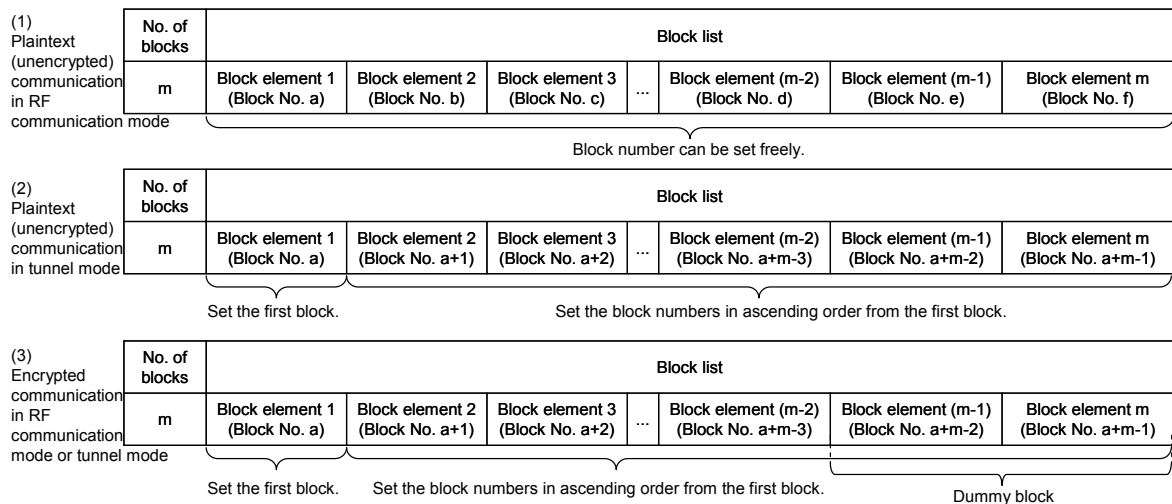 (1)
Plaintext
(unencrypted)
communication
in RF
communication mode
No. of
blocks
Block list
m
Block element 1
(Block No. a)
Block element 2
(Block No. b)
Block element 3
(Block No. c)
...
Block element (m-2)
(Block No. d)
Block element (m-1)
(Block No. e)
Block element m
(Block No. f)
Block number can be set freely.
(2)
Plaintext
(unencrypted)
communication
in tunnel mode
No. of
blocks
Block list
m
Block element 1
(Block No. a)
Block element 2
(Block No. a+1)
Block element 3
(Block No. a+2)
...
Block element (m-2)
(Block No. a+m-3)
Block element (m-1)
(Block No. a+m-2)
Block element m
(Block No. a+m-1)
Set the first block.
Set the block numbers in ascending order from the first block.
(3)
Encrypted
communication
in RF
communication
mode or tunnel mode
No. of
blocks
Block list
m
Block element 1
(Block No. a)
Block element 2
(Block No. a+1)
Block element 3
(Block No. a+2)
...
Block element (m-2)
(Block No. a+m-3)
Block element (m-1)
(Block No. a+m-2)
Block element m
(Block No. a+m-1)
Set the first block.
Set the block numbers in ascending order from the first block.
Dummy block